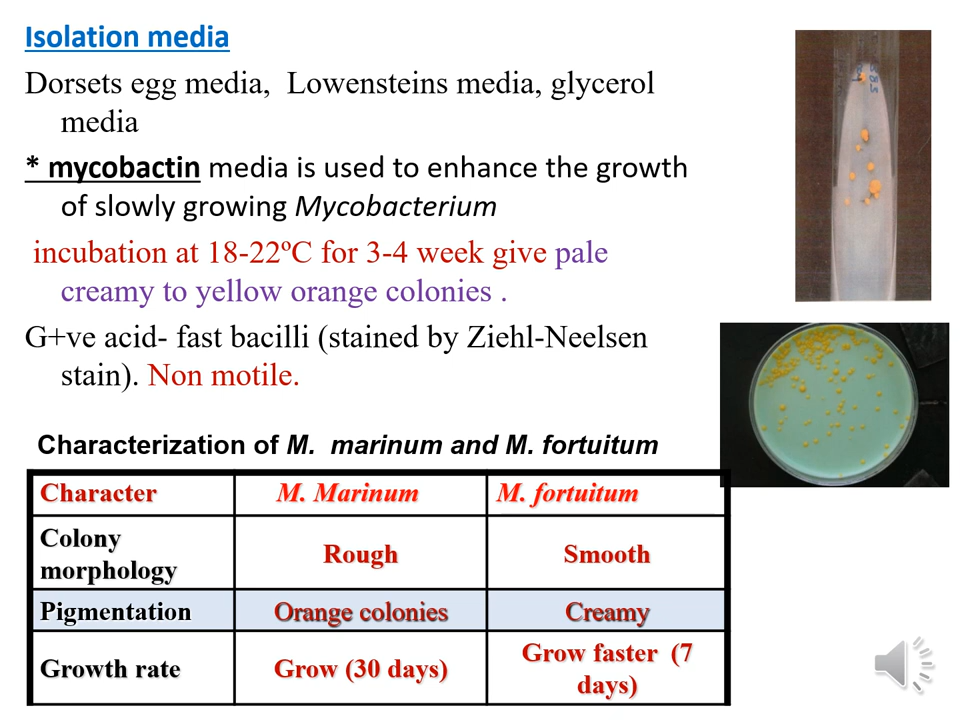 Isolation media
Dorsets egg media, Lowensteins media, glycerol
media
* mycobactin media is used to enhance the growth
of slowly growing Mycobacterium
incubation at 18-22ºC for 3-4 week give pale
creamy to yellow orange colonies .
G+ve acid- fast bacilli (stained by Ziehl-Neelsen
stain). Non motile.
Characterization of M. marinum and M. fortuitum
Character M. Marinum M. fortuitum
Colony
morphology Rough Smooth
Pigmentation Orange colonies Creamy
Growth rate Grow (30 days) Grow faster (7
days)